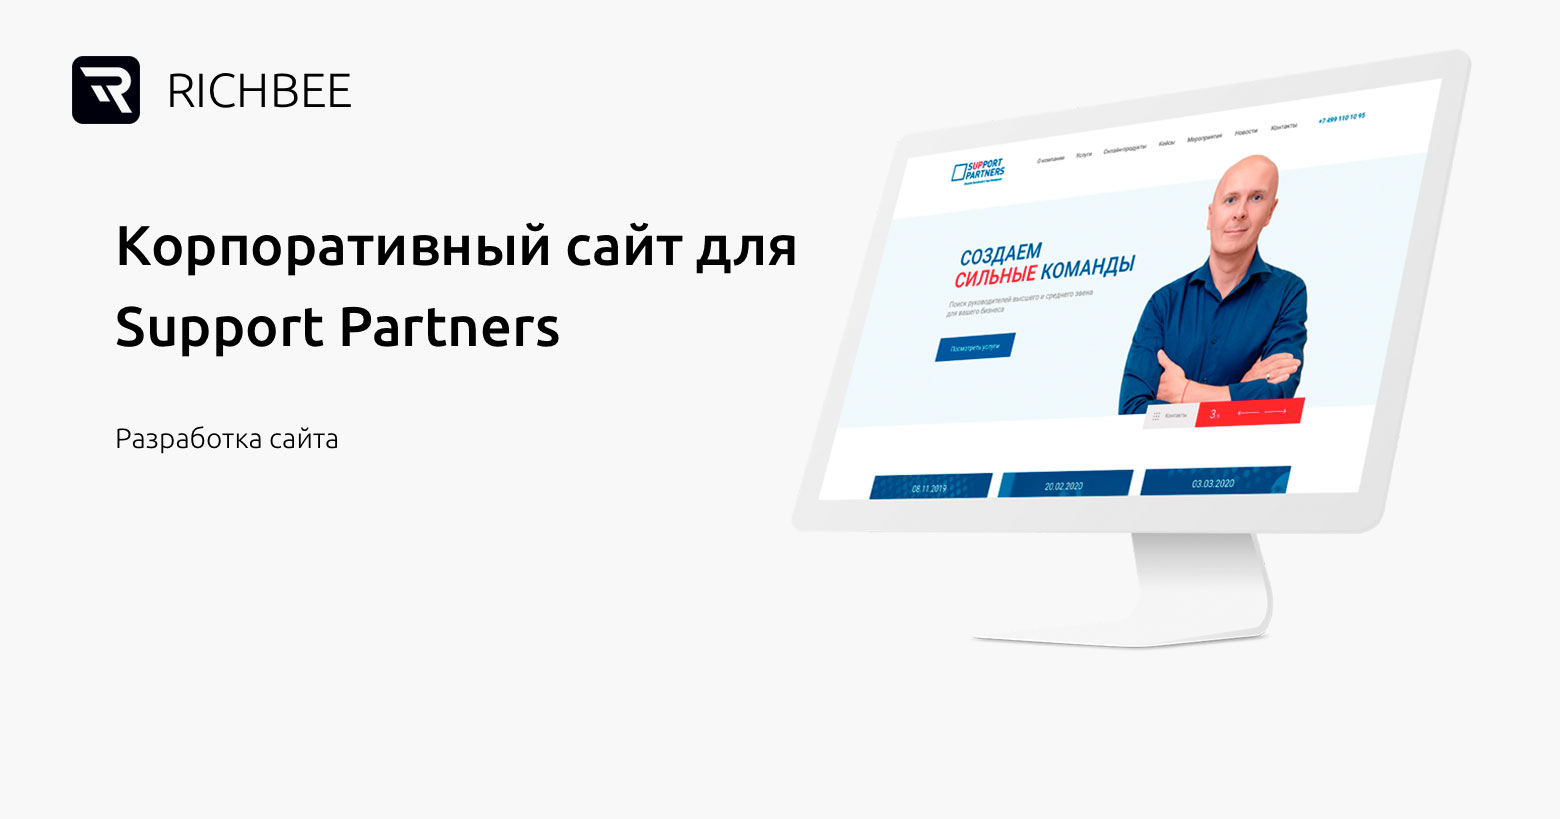 RICHBEE
Корпоративный сайт для
Support Partners
Разработка сайта
SUPPORT
PARTNERS
О компании Услуги Онлайн-продукты Кейсы Мероприятия Новости Контакты +7 499 110 10 95
СОЗДАЕМ
СИЛЬНЫЕ КОМАНДЫ
Поиск руководителей высшего и среднего звена
для вашего бизнеса
Посмотреть услуги
Контакты 3
08.11.2019 20.02.2020 03.03.2020